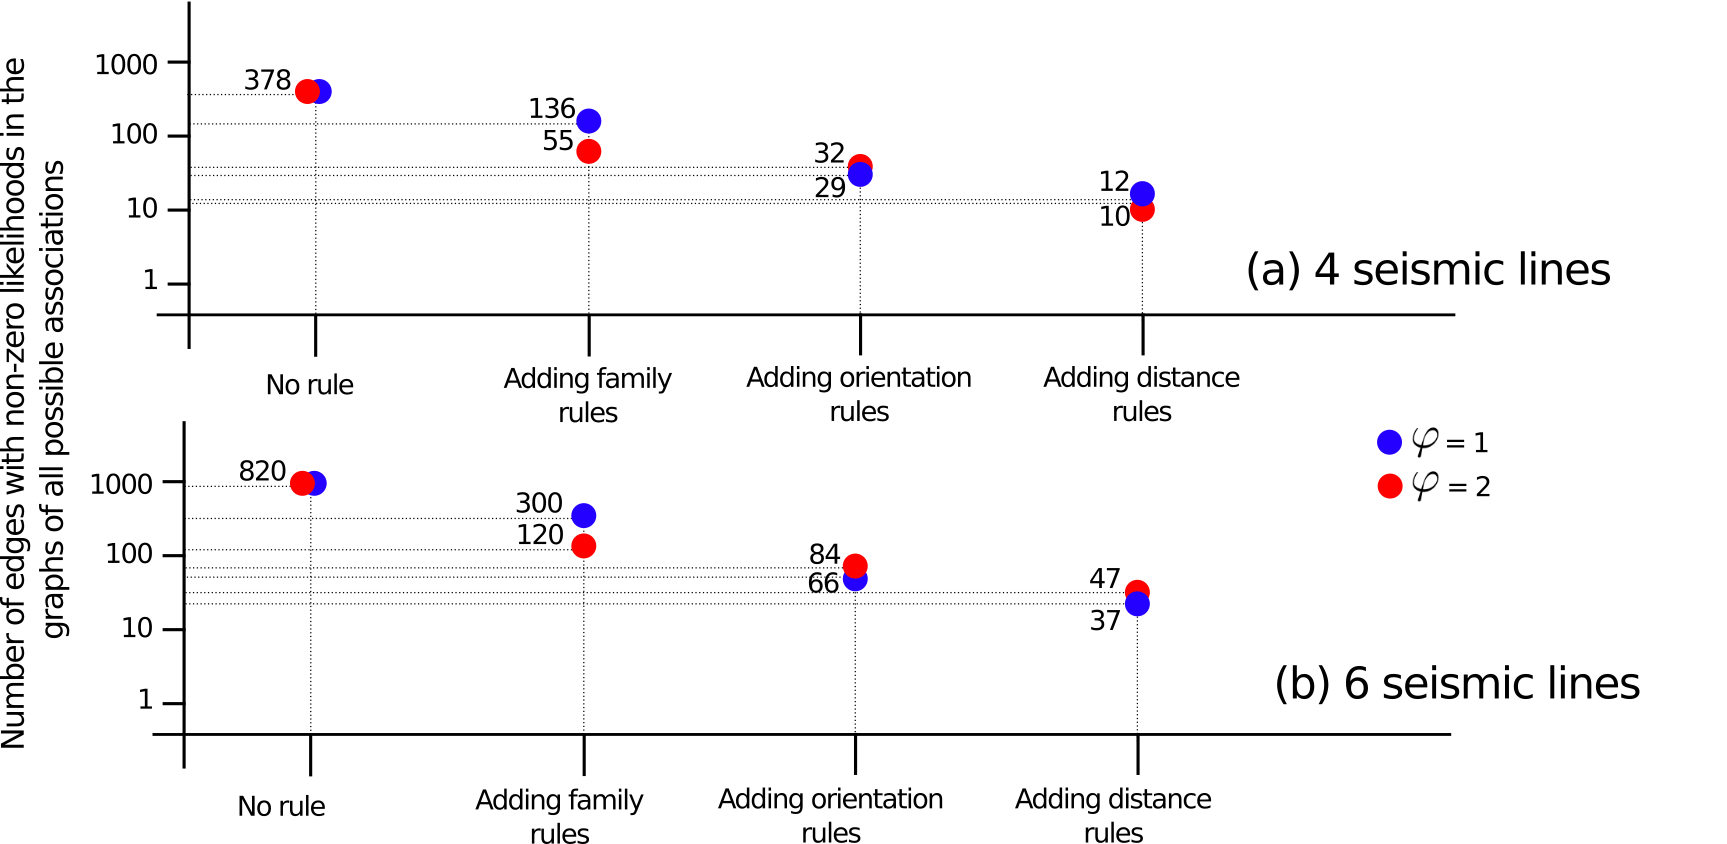 Number of edges with non-zero likelihoods in the
graphs of all possible associations
1000
100
10
1
378
136
55
32
29
12
10
(a) 4 seismic lines
No rule
Adding family
rules
Adding orientation
rules
Adding distance
rules
φ = 1
φ = 2
1000
100
10
1
820
300
120
84
66
47
37
(b) 6 seismic lines
No rule
Adding family
rules
Adding orientation
rules
Adding distance
rules